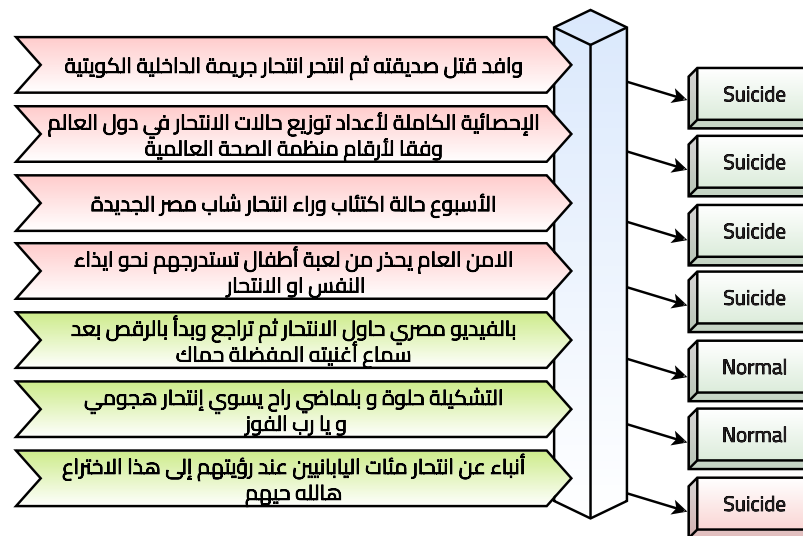 وافد قتل صديقته ثم انتحر انتحار جريمة الداخلية الكويتية
Suicide
الإحصائية الكاملة لأعداد توزيع حالات الانتحار في دول العالم
وفقا لأرقام منظمة الصحة العالمية
Suicide
الأسبوع حالة اكتئاب وراء انتحار شاب مصر الجديدة
Suicide
الامن العام يحذر من لعبة أطفال تستدرجهم نحو ايذاء
النفس او الانتحار
Suicide
بالفيديو مصري حاول الانتحار ثم تراجع وبدأ بالرقص بعد
سماع أغنيته المفضلة حماك
Normal
التشكيلة حلوة و بلماضي راح يسوي إنتحار هجومي
و يا رب الفوز
Normal
أنباء عن انتحار مئات اليابانيين عند رؤيتهم إلى هذا الاختراع
هالله حيهم
Suicide